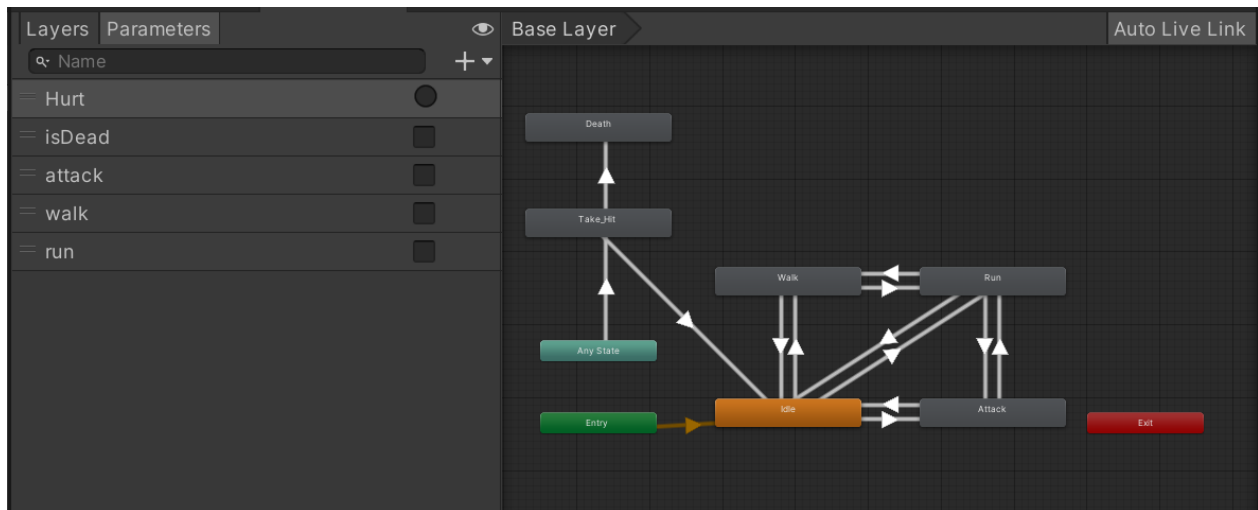 Layers Parameters
Name
Hurt
isDead
attack
walk
run
Base Layer
Auto Live Link
Death
Take_Hit
Walk
Run
Any State
Idle
Attack
Entry
Exit